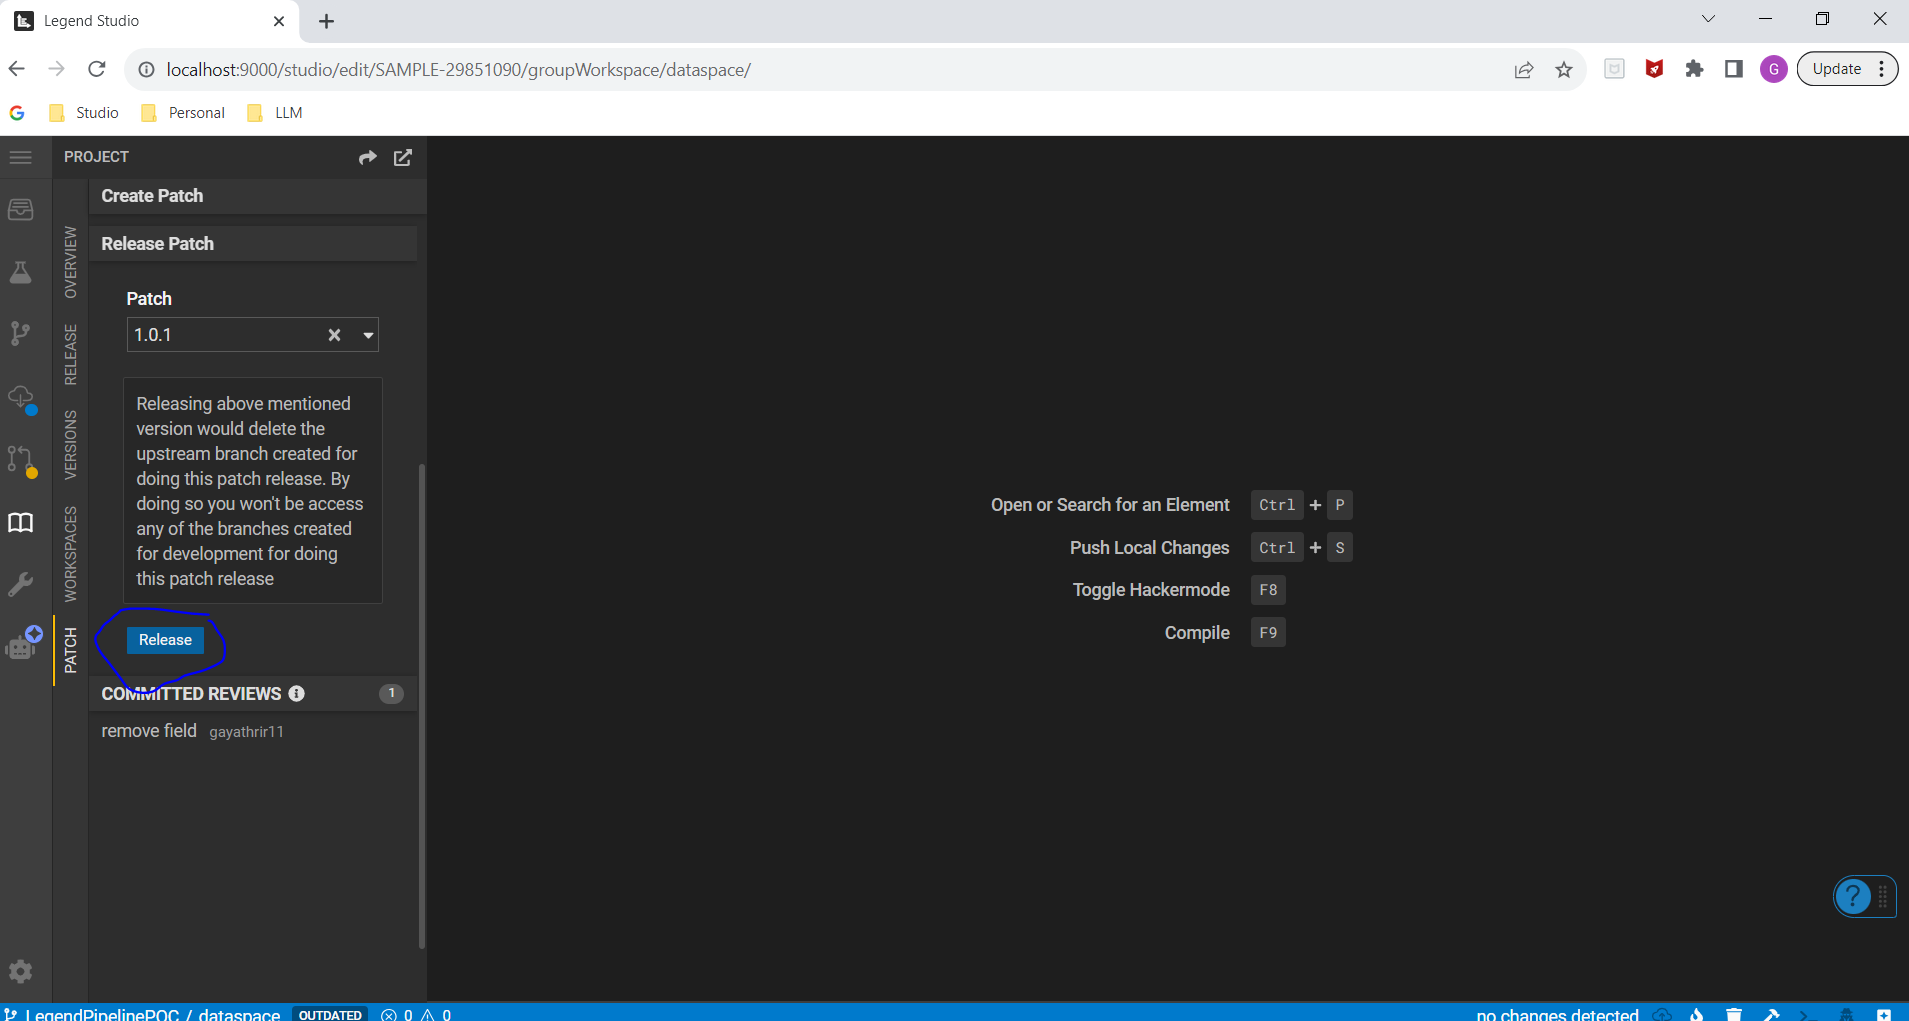 Legend Studio
localhost:9000/studio/edit/SAMPLE-29851090/groupWorkspace/dataspace/
G
Update
Studio
Personal
LLM
PROJECT
OVERVIEW
RELEASE
VERSIONS
WORKSPACES
PATCH
Create Patch
Release Patch
Patch
1.0.1
Releasing above mentioned
version would delete the
upstream branch created for
doing this patch release. By
doing so you won't be access
any of the branches created
for development for doing
this patch release
Release
COMMITTED REVIEWS 1
remove field gayathrir11
Open or Search for an Element Ctrl + P
Push Local Changes Ctrl + S
Toggle Hackermode F8
Compile F9
?
LegendPipelinePOC / dataspace OUTDATED 0 0
no changes detected